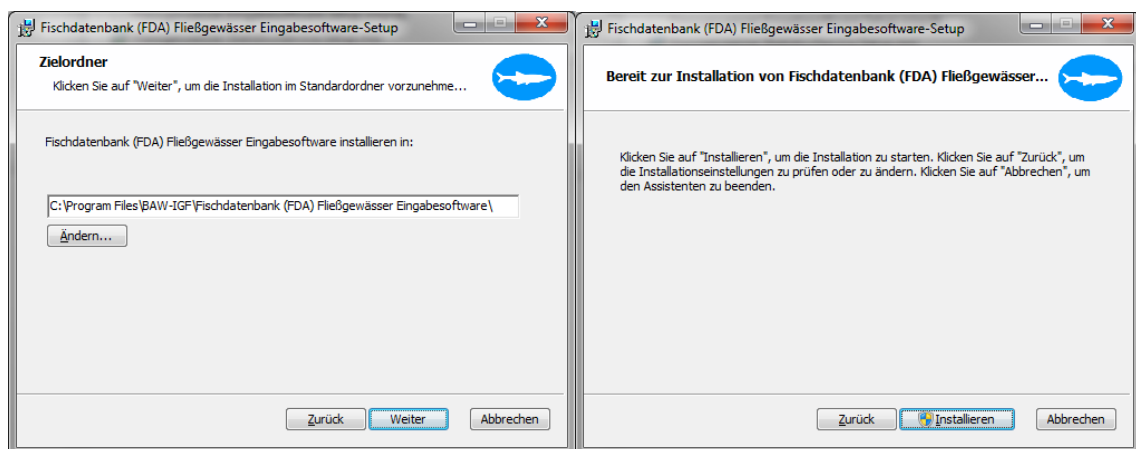 Fischdatenbank (FDA) Fließgewässer Eingabesoftware-Setup
Zielordner
Klicken Sie auf "Weiter", um die Installation im Standardordner vorzunehme...
Fischdatenbank (FDA) Fließgewässer Eingabesoftware installieren in:
C:\Program Files\BAW-IGF\Fischdatenbank (FDA) Fließgewässer Eingabesoftware\
Ändern...
Zurück Weiter Abbrechen
Fischdatenbank (FDA) Fließgewässer Eingabesoftware-Setup
Bereit zur Installation von Fischdatenbank (FDA) Fließgewässer...
Klicken Sie auf "Installieren", um die Installation zu starten. Klicken Sie auf "Zurück", um
die Installationseinstellungen zu prüfen oder zu ändern. Klicken Sie auf "Abbrechen", um
den Assistenten zu beenden.
Zurück Installieren Abbrechen